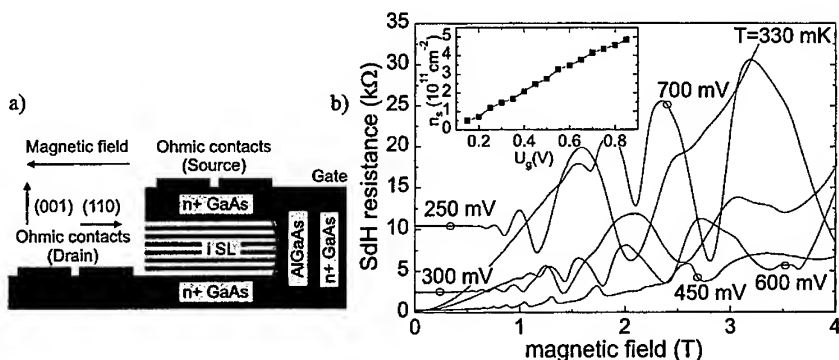 a)
Magnetic field
Ohmic contacts
(Source)
Gate
(001) (110)
n+ GaAs
Ohmic contacts
(Drain)
i SL
AlGaAs
n+ GaAs
n+ GaAs
b)
SdH resistance (kΩ)
35
30
25
20
15
10
5
0
0
1
2
3
4
magnetic field (T)
T=330 mK
700 mV
250 mV
300 mV
450 mV
600 mV
n_s (10^11 cm^-2)
5
4
3
2
1
0
0.2 0.4 0.6 0.8
U_g(V)